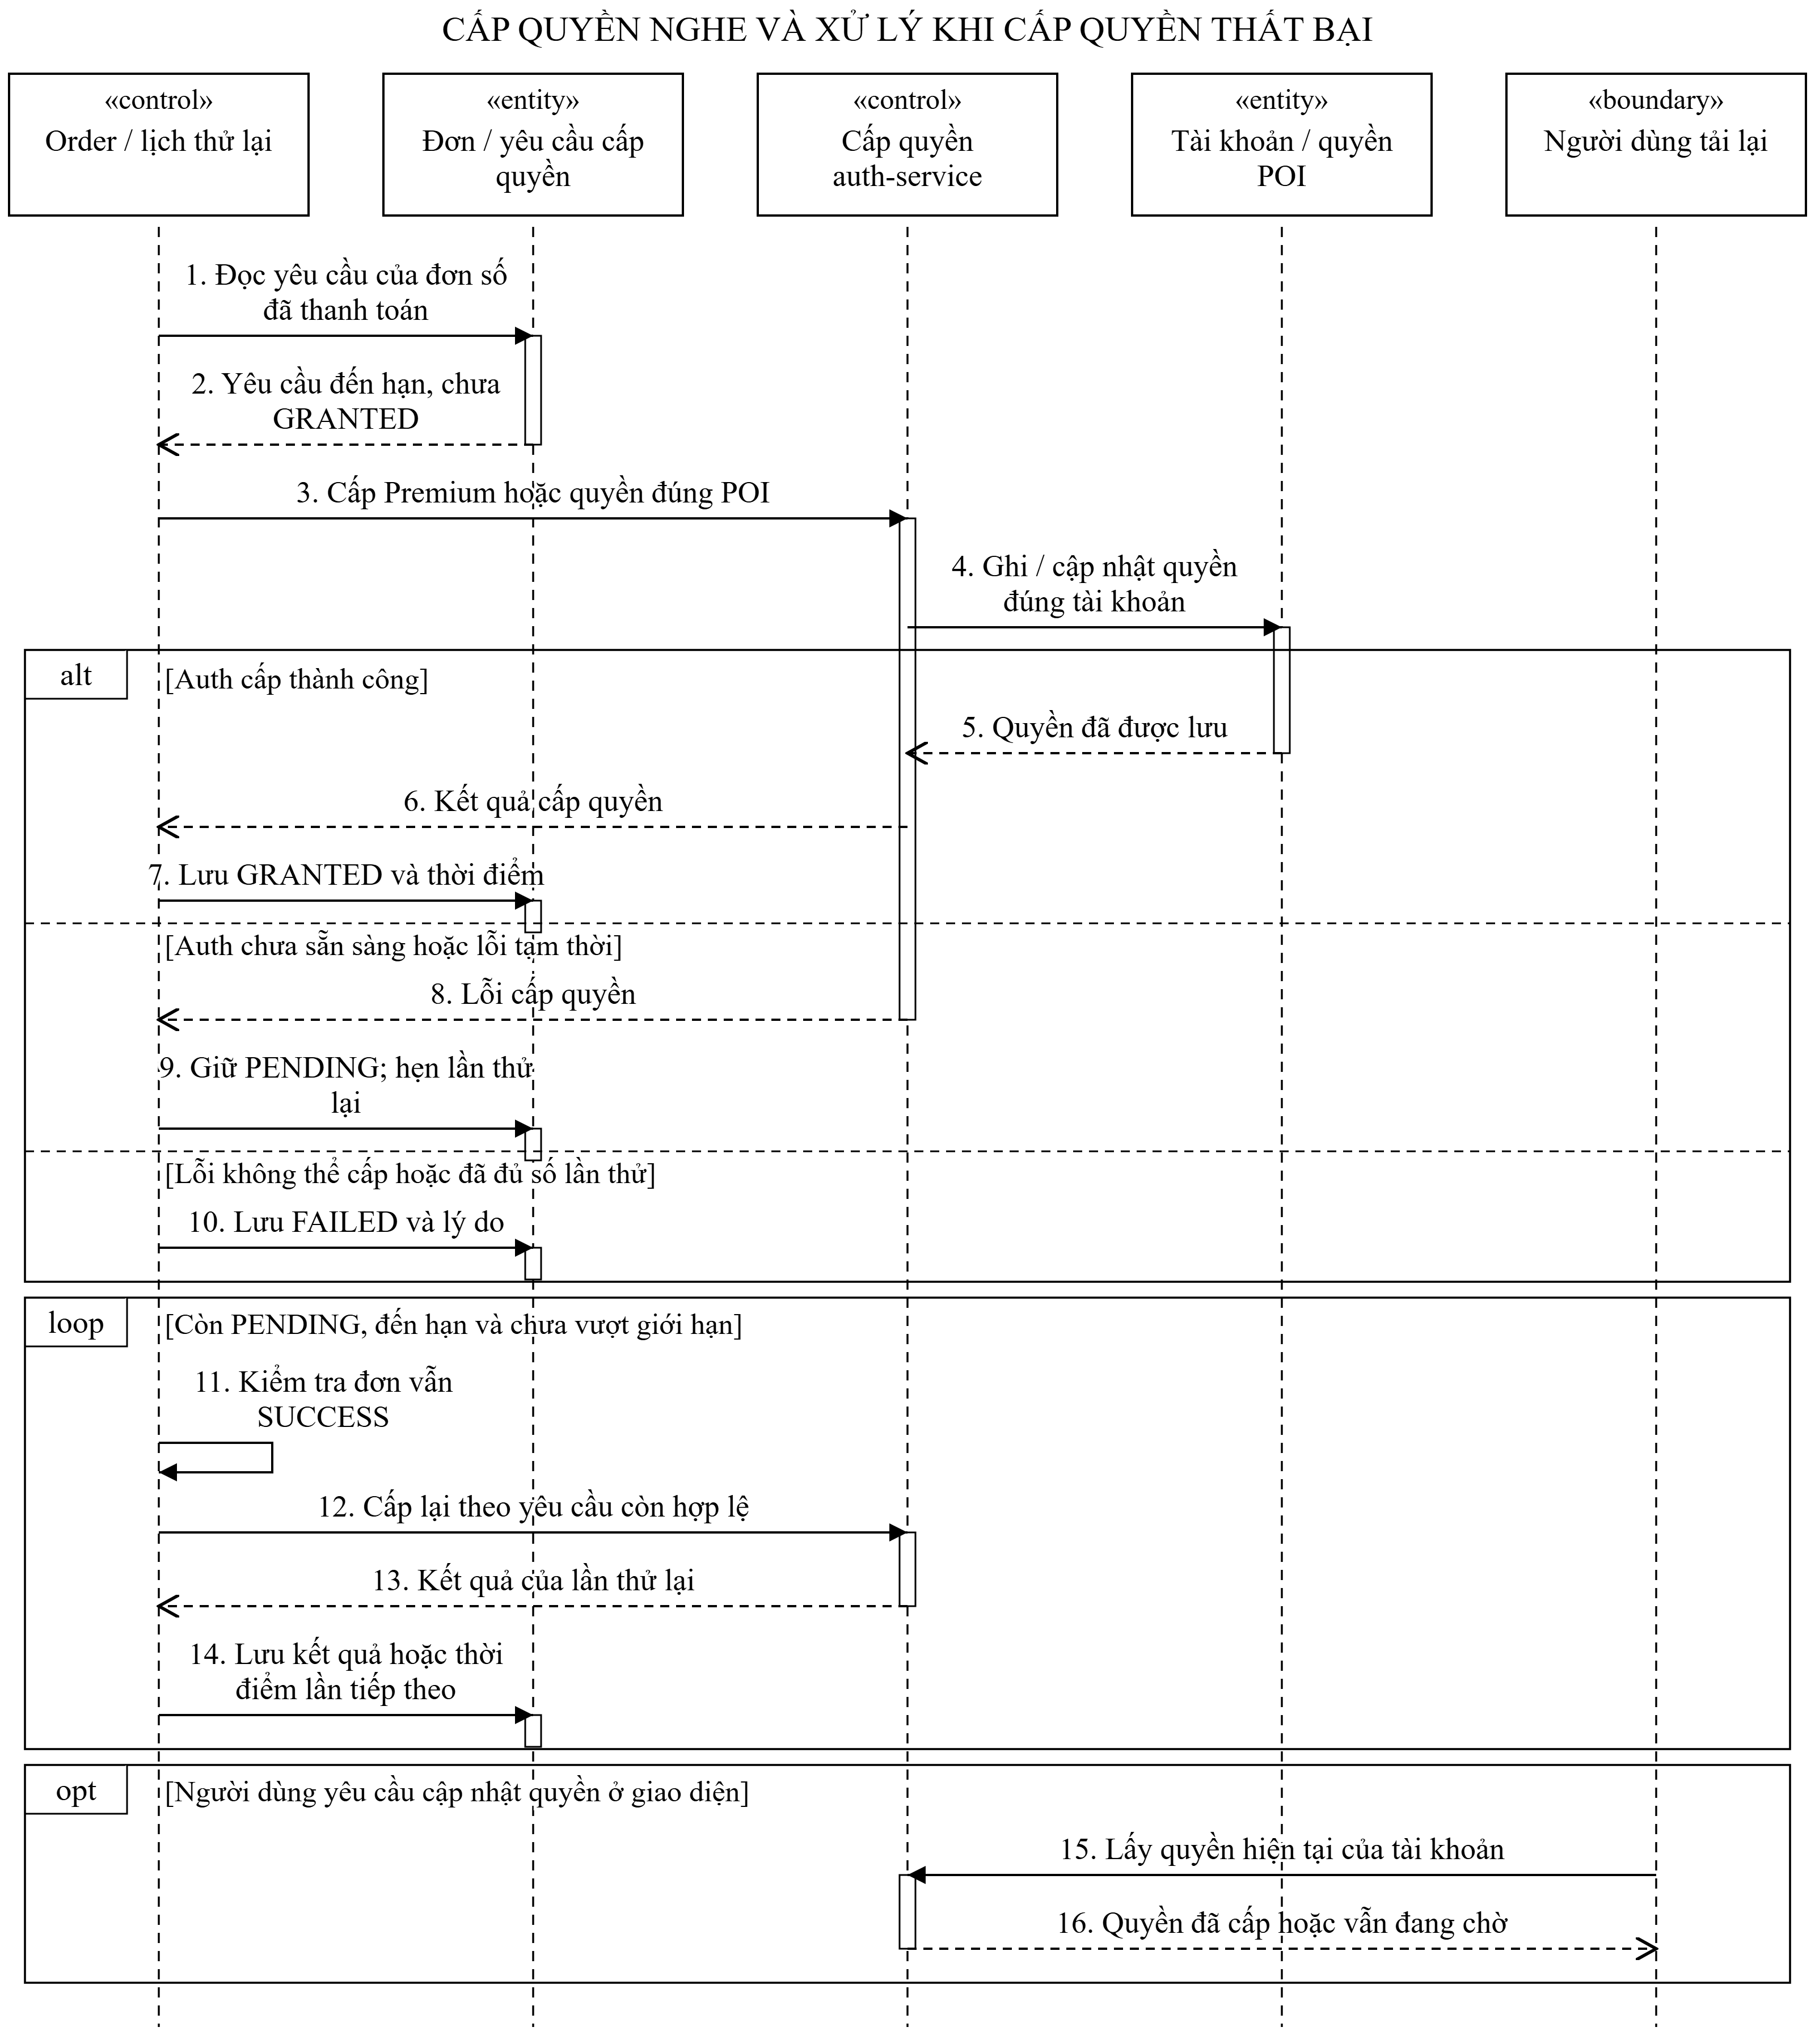 CẤP QUYỀN NGHE VÀ XỬ LÝ KHI CẤP QUYỀN THẤT BẠI
«control»
Order / lịch thử lại
«entity»
Đơn / yêu cầu cấp
quyền
«control»
Cấp quyền
auth-service
«entity»
Tài khoản / quyền
POI
«boundary»
Người dùng tải lại
1. Đọc yêu cầu của đơn số
đã thanh toán
2. Yêu cầu đến hạn, chưa
GRANTED
3. Cấp Premium hoặc quyền đúng POI
4. Ghi / cập nhật quyền
đúng tài khoản
alt
[Auth cấp thành công]
5. Quyền đã được lưu
6. Kết quả cấp quyền
7. Lưu GRANTED và thời điểm
[Auth chưa sẵn sàng hoặc lỗi tạm thời]
8. Lỗi cấp quyền
9. Giữ PENDING; hẹn lần thử
lại
[Lỗi không thể cấp hoặc đã đủ số lần thử]
10. Lưu FAILED và lý do
loop
[Còn PENDING, đến hạn và chưa vượt giới hạn]
11. Kiểm tra đơn vẫn
SUCCESS
12. Cấp lại theo yêu cầu còn hợp lệ
13. Kết quả của lần thử lại
14. Lưu kết quả hoặc thời
điểm lần tiếp theo
opt
[Người dùng yêu cầu cập nhật quyền ở giao diện]
15. Lấy quyền hiện tại của tài khoản
16. Quyền đã cấp hoặc vẫn đang chờ